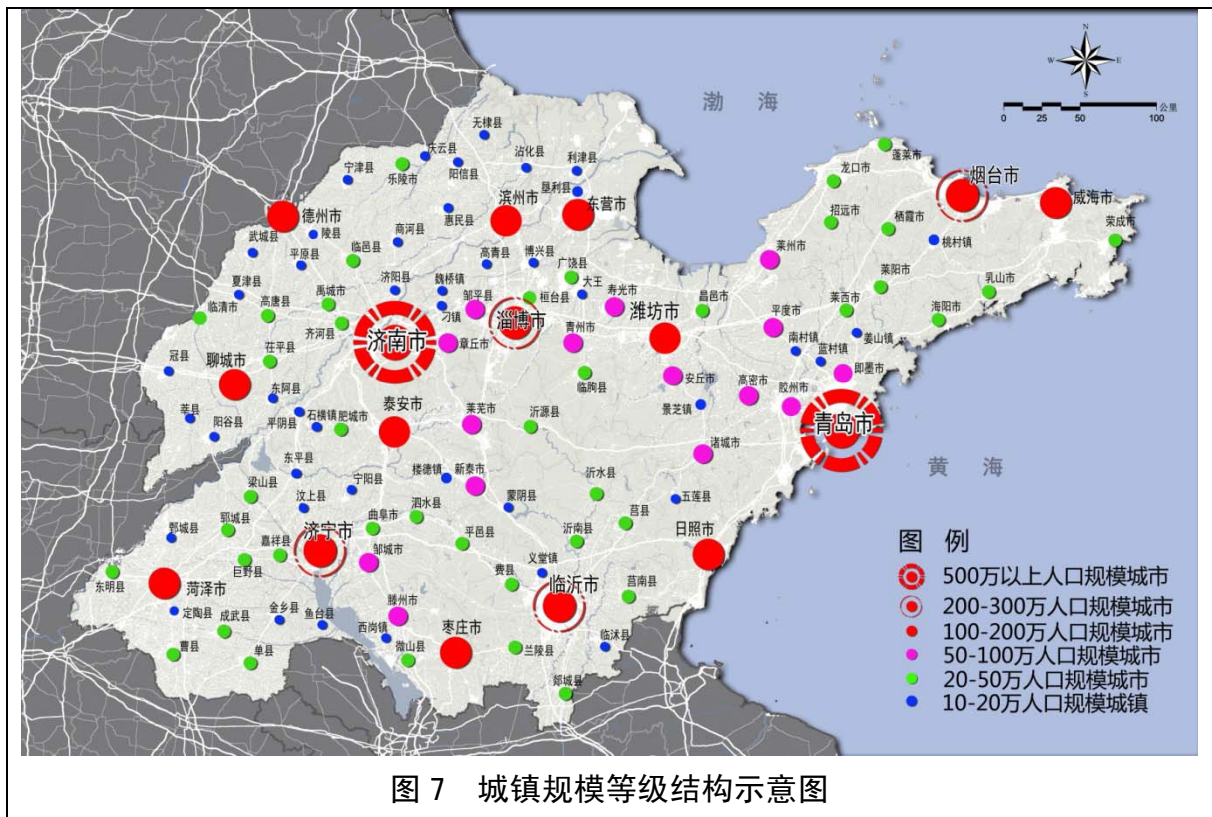 渤 海
N
W
E
S
公里
0 25 50 100
无棣县
庆云县
沾化县
利津县
宁津县
乐陵市
阳信县
垦利县
蓬莱市
龙口市
烟台市
威海市
德州市
滨州市
东营市
惠民县
招远市
栖霞市
荣成市
陵县
商河县
桃村镇
武城县
平原县
临邑县
高青县
博兴县
广饶县
莱州市
夏津县
济阳县
魏桥镇
大王
莱阳市
乳山市
临清市
高唐县
禹城市
邹平县
桓台县
寿光市
昌邑市
莱西市
海阳市
刁镇
淄博市
潍坊市
平度市
齐河县
济南市
章丘市
青州市
南村镇
姜山镇
冠县
茌平县
蓝村镇
即墨市
聊城市
临朐县
安丘市
高密市
胶州市
东阿县
莘县
阳谷县
平阴县
石横镇
肥城市
泰安市
莱芜市
沂源县
景芝镇
青岛市
诸城市
黄 海
东平县
楼德镇
新泰市
沂水县
梁山县
宁阳县
五莲县
汶上县
蒙阴县
泗水县
莒县
鄄城县
郓城县
曲阜市
平邑县
沂南县
日照市
嘉祥县
济宁市
图 例
巨野县
邹城市
义堂镇
东明县
菏泽市
费县
临沂市
莒南县
500万以上人口规模城市
定陶县
成武县
金乡县
鱼台县
滕州市
200-300万人口规模城市
西岗镇
枣庄市
临沭县
100-200万人口规模城市
曹县
单县
微山县
兰陵县
50-100万人口规模城市
郯城县
20-50万人口规模城市
10-20万人口规模城镇
图 7 城镇规模等级结构示意图